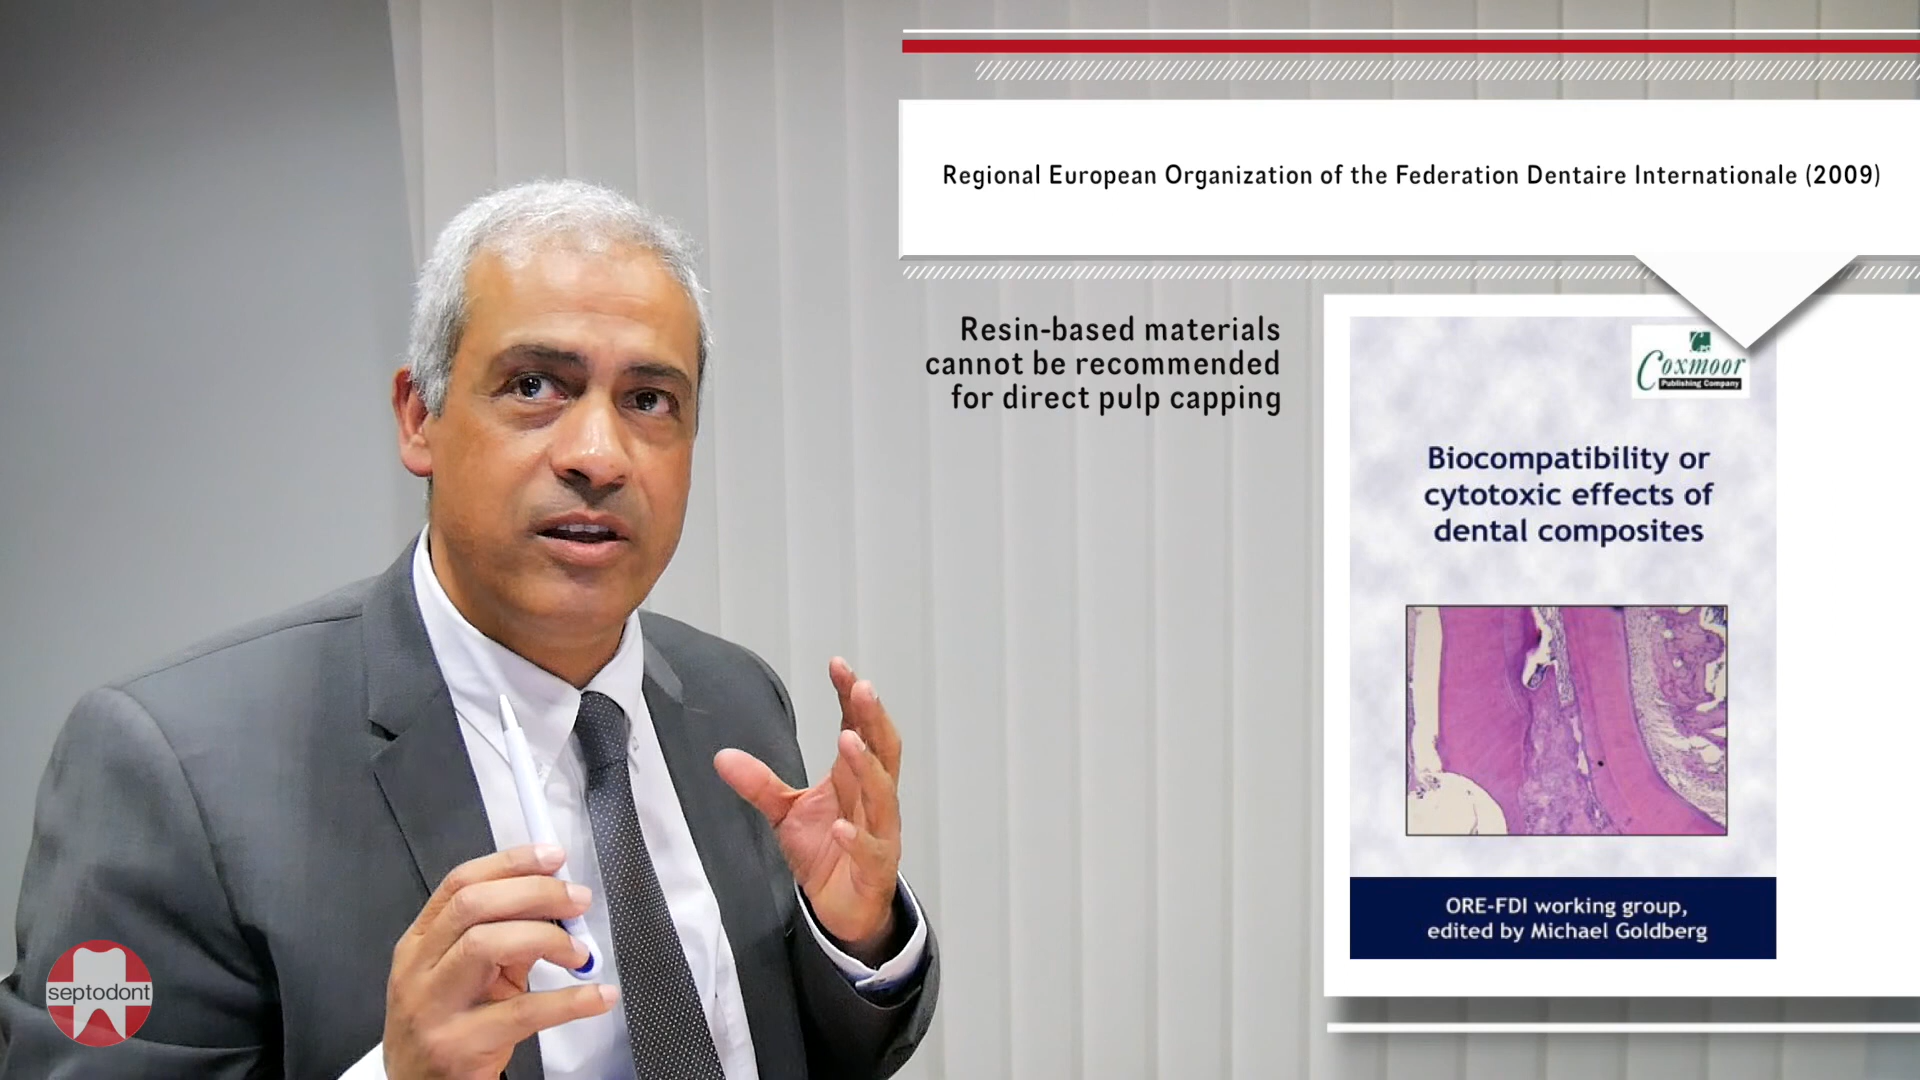 Regional European Organization of the Federation Dentaire Internationale (2009)
Resin-based materials
cannot be recommended
for direct pulp capping
Coxmoor
Publishing Company
Biocompatibility or
cytotoxic effects of
dental composites
ORE-FDI working group,
edited by Michael Goldberg
septodont